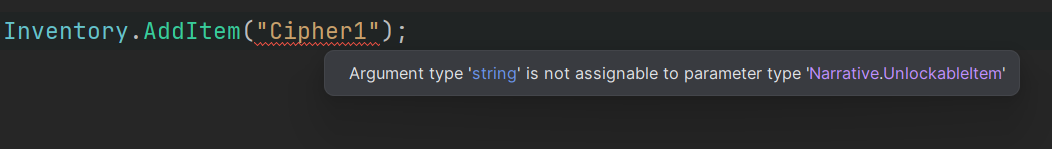 Inventory.AddItem("Cipher1");
Argument type 'string' is not assignable to parameter type 'Narrative.UnlockableItem'